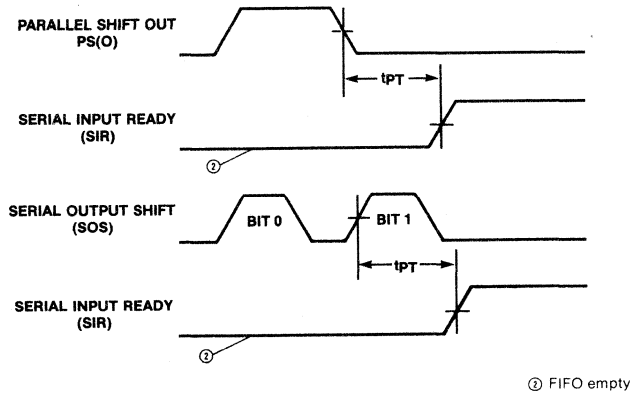 PARALLEL SHIFT OUT
PS(O)
tPT
SERIAL INPUT READY
(SIR)
②
SERIAL OUTPUT SHIFT
(SOS)
BIT 0
BIT 1
tPT
SERIAL INPUT READY
(SIR)
②
② FIFO empty